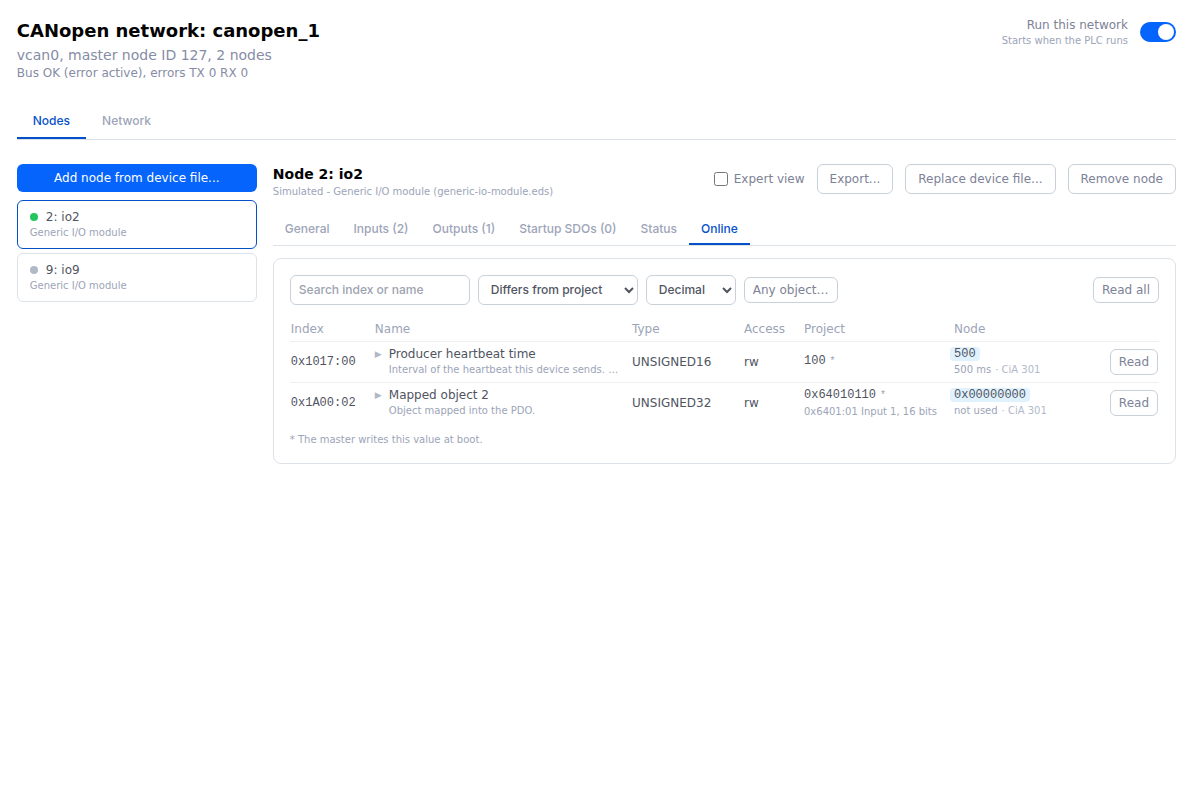 CANopen network: canopen_1
vcan0, master node ID 127, 2 nodes
Bus OK (error active), errors TX 0 RX 0
Run this network
Starts when the PLC runs
Nodes Network
Add node from device file...
2: io2
Generic I/O module
9: io9
Generic I/O module
Node 2: io2
Simulated - Generic I/O module (generic-io-module.eds)
Expert view Export... Replace device file... Remove node
General Inputs (2) Outputs (1) Startup SDOs (0) Status Online
Search index or name Differs from project Decimal Any object... Read all
Index Name Type Access Project Node
0x1017:00 ▶ Producer heartbeat time UNSIGNED16 rw 100 * 500 Read
Interval of the heartbeat this device sends. ... 500 ms · CiA 301
0x1A00:02 ▶ Mapped object 2 UNSIGNED32 rw 0x64010110 * 0x00000000 Read
Object mapped into the PDO. 0x6401:01 Input 1, 16 bits not used · CiA 301
* The master writes this value at boot.